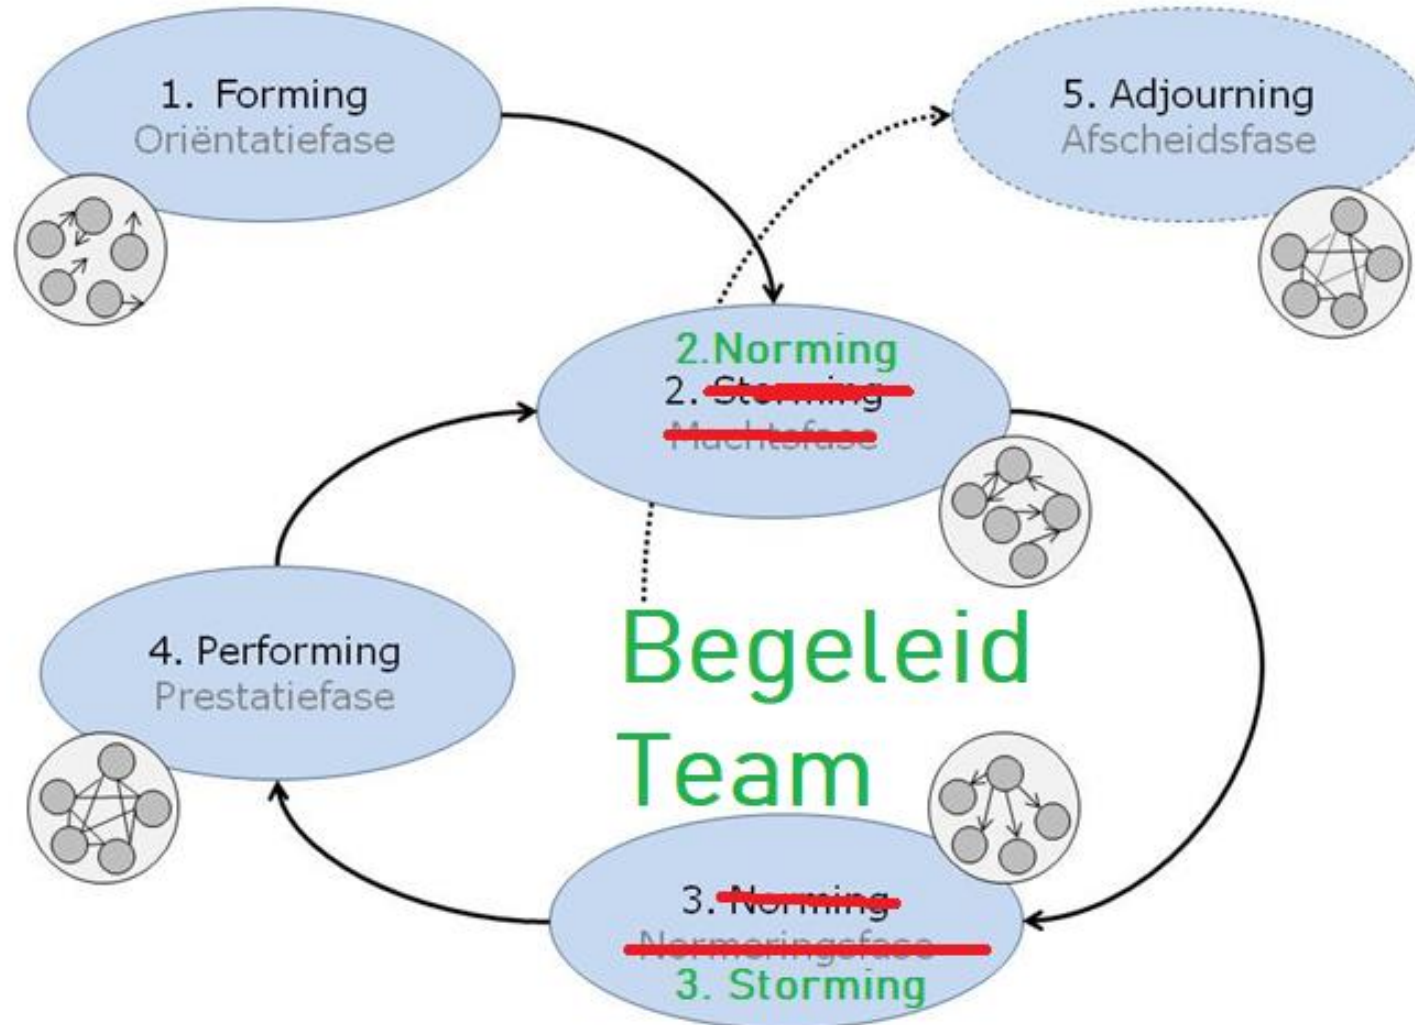 1. Forming
Oriëntatiefase
5. Adjourning
Afscheidsfase
2.Norming
2. Storming
Machtsfase
4. Performing
Prestatiefase
Begeleid
Team
3. Norming
Normeringsfase
3. Storming